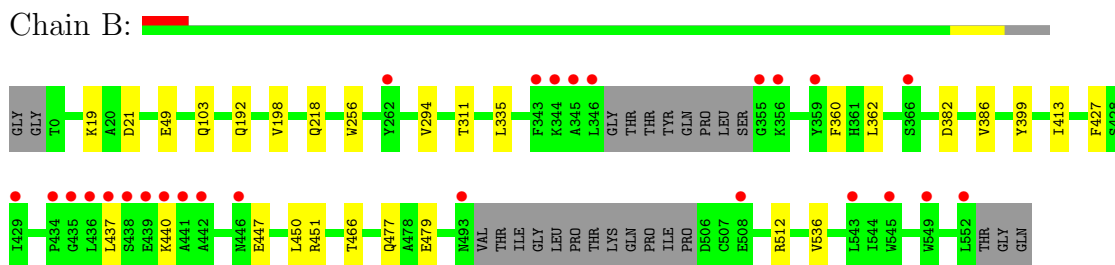 Chain B:
GLY GLY T0 K19 A20 D21 E49 Q103 Q192 V198 Q218 W256 Y262 V294 T311 L335 F343 K344 A345 L346 GLY THR THR TYR GLN PRO LEU SER G355 K356 Y359 F360 H361 L362 S366 D382 V386 Y399 I413 F427 S428
I429 P434 G435 L436 L437 S438 E439 K440 A441 A442 N446 E447 L450 R451 T466 Q477 A478 E479 N493 VAL THR ILE GLY LEU PRO THR LYS GLN PRO ILE PRO D506 C507 E508 R512 V536 L543 I544 W545 W549 L552 THR GLY GLN